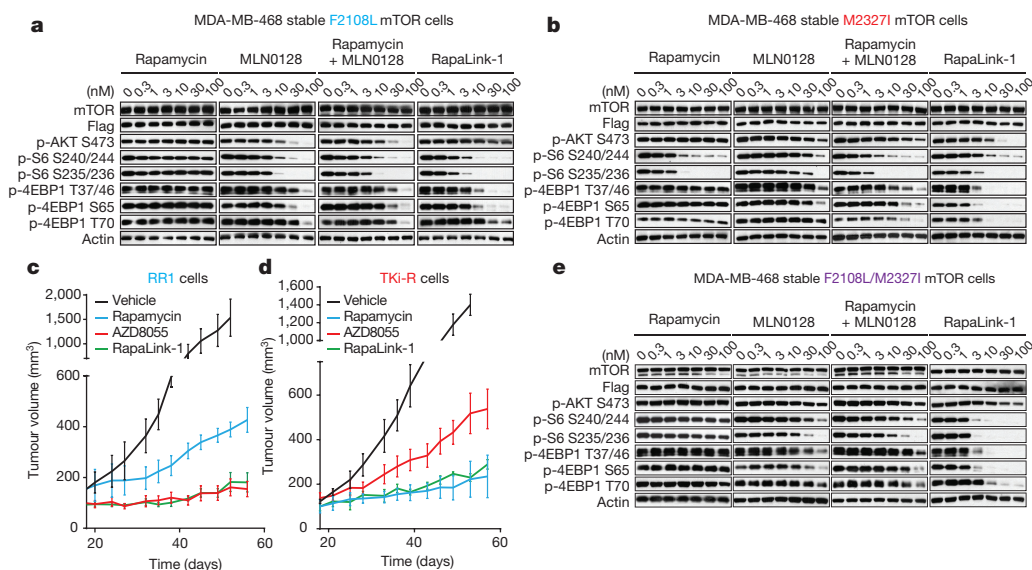 a
MDA-MB-468 stable F2108L mTOR cells
Rapamycin MLN0128 Rapamycin + MLN0128 RapaLink-1
(nM) 0 0.3 1 3 10 30 100 0 0.3 1 3 10 30 100 0 0.3 1 3 10 30 100 0 0.3 1 3 10 30 100
mTOR
Flag
p-AKT S473
p-S6 S240/244
p-S6 S235/236
p-4EBP1 T37/46
p-4EBP1 S65
p-4EBP1 T70
Actin
b
MDA-MB-468 stable M2327I mTOR cells
Rapamycin MLN0128 Rapamycin + MLN0128 RapaLink-1
(nM) 0 0.3 1 3 10 30 100 0 0.3 1 3 10 30 100 0 0.3 1 3 10 30 100 0 0.3 1 3 10 30 100
mTOR
Flag
p-AKT S473
p-S6 S240/244
p-S6 S235/236
p-4EBP1 T37/46
p-4EBP1 S65
p-4EBP1 T70
Actin
c
RR1 cells
Vehicle
Rapamycin
AZD8055
RapaLink-1
Tumour volume (mm3)
2,000
1,500
1,000
600
400
200
0
20 40 60
Time (days)
d
TKi-R cells
Vehicle
Rapamycin
AZD8055
RapaLink-1
Tumour volume (mm3)
1,600
1,400
1,200
1,000
800
600
400
200
0
20 40 60
Time (days)
e
MDA-MB-468 stable F2108L/M2327I mTOR cells
Rapamycin MLN0128 Rapamycin + MLN0128 RapaLink-1
(nM) 0 0.3 1 3 10 30 100 0 0.3 1 3 10 30 100 0 0.3 1 3 10 30 100 0 0.3 1 3 10 30 100
mTOR
Flag
p-AKT S473
p-S6 S240/244
p-S6 S235/236
p-4EBP1 T37/46
p-4EBP1 S65
p-4EBP1 T70
Actin